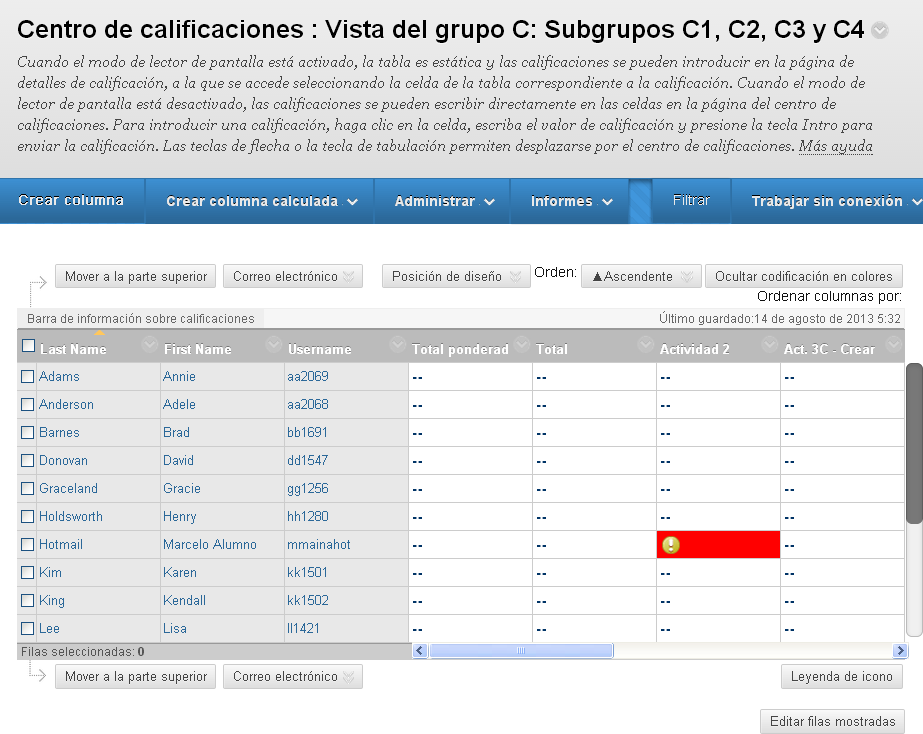 Centro de calificaciones : Vista del grupo C: Subgrupos C1, C2, C3 y C4
Cuando el modo de lector de pantalla está activado, la tabla es estática y las calificaciones se pueden introducir en la página de
detalles de calificación, a la que se accede seleccionando la celda de la tabla correspondiente a la calificación. Cuando el modo de
lector de pantalla está desactivado, las calificaciones se pueden escribir directamente en las celdas en la página del centro de
calificaciones. Para introducir una calificación, haga clic en la celda, escriba el valor de calificación y presione la tecla Intro para
enviar la calificación. Las teclas de flecha o la tecla de tabulación permiten desplazarse por el centro de calificaciones. Más ayuda
Crear columna Crear columna calculada Administrar Informes Filtrar Trabajar sin conexión
Mover a la parte superior Correo electrónico Posición de diseño Orden: ▲Ascendente Ocultar codificación en colores
Ordenar columnas por:
Barra de información sobre calificaciones Último guardado:14 de agosto de 2013 5:32
Last Name First Name Username Total ponderad Total Actividad 2 Act. 3C - Crear
Adams Annie aa2069 -- -- -- --
Anderson Adele aa2068 -- -- -- --
Barnes Brad bb1691 -- -- -- --
Donovan David dd1547 -- -- -- --
Graceland Gracie gg1256 -- -- -- --
Holdsworth Henry hh1280 -- -- -- --
Hotmail Marcelo Alumno mmainahot -- -- --
Kim Karen kk1501 -- -- -- --
King Kendall kk1502 -- -- -- --
Lee Lisa ll1421 -- -- -- --
Filas seleccionadas: 0
Mover a la parte superior Correo electrónico Leyenda de icono
Editar filas mostradas